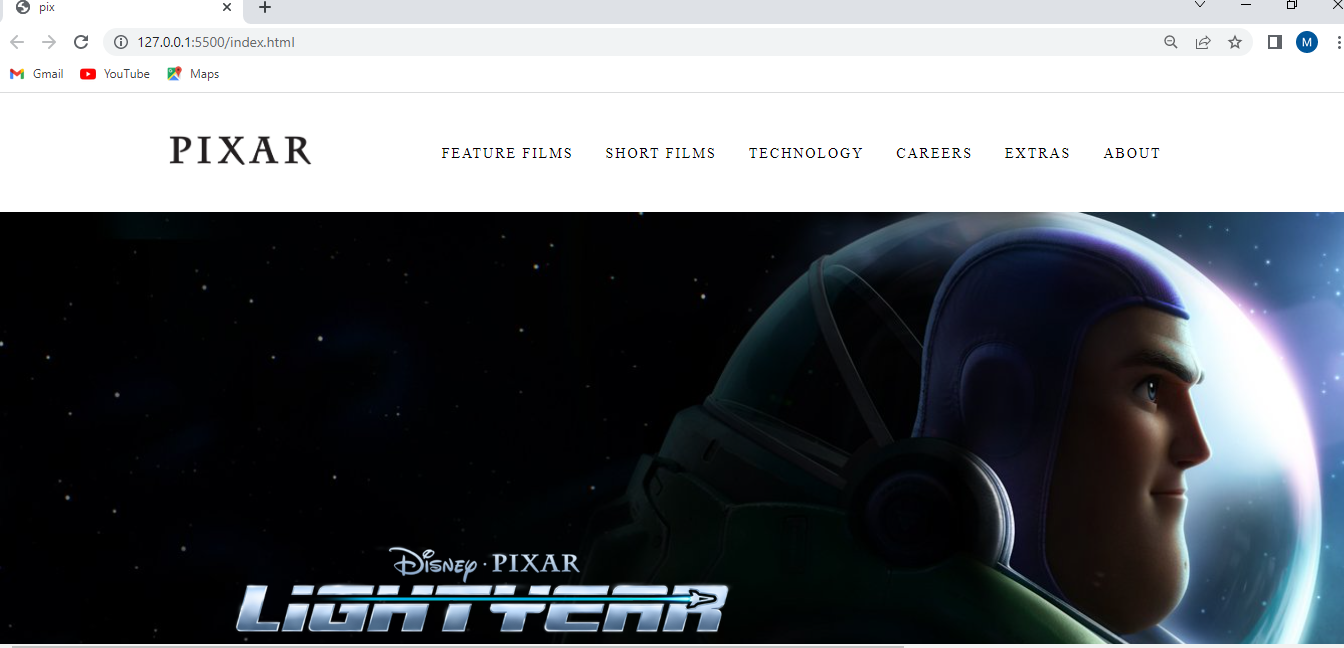 pix
127.0.0.1:5500/index.html
M
Gmail YouTube Maps
PIXAR
FEATURE FILMS SHORT FILMS TECHNOLOGY CAREERS EXTRAS ABOUT
DISNEY · PIXAR
LIGHTYEAR